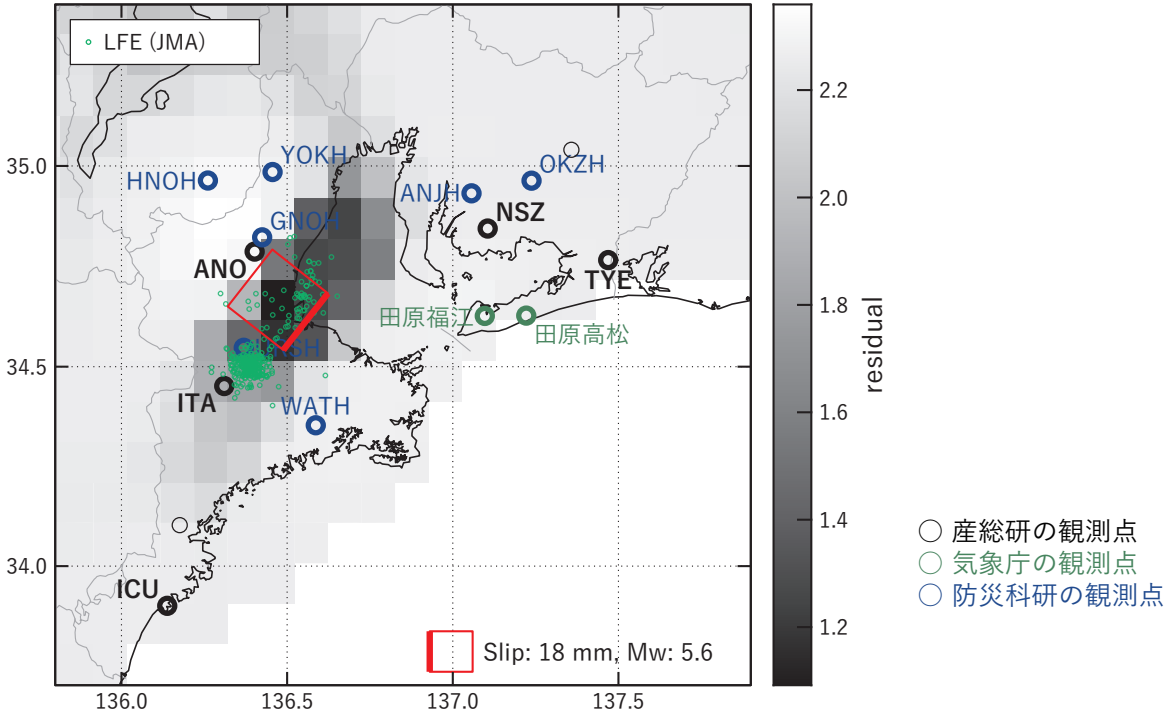 LFE (JMA)
YOKH
HNOH
OKZH
ANJH
NSZ
GNOH
ANO
TYE
田原福江
田原高松
ITA
WATH
ICU
Slip: 18 mm, Mw: 5.6
35.0
34.5
34.0
136.0
136.5
137.0
137.5
2.2
2.0
1.8
1.6
1.4
1.2
residual
産総研の観測点
気象庁の観測点
防災科研の観測点